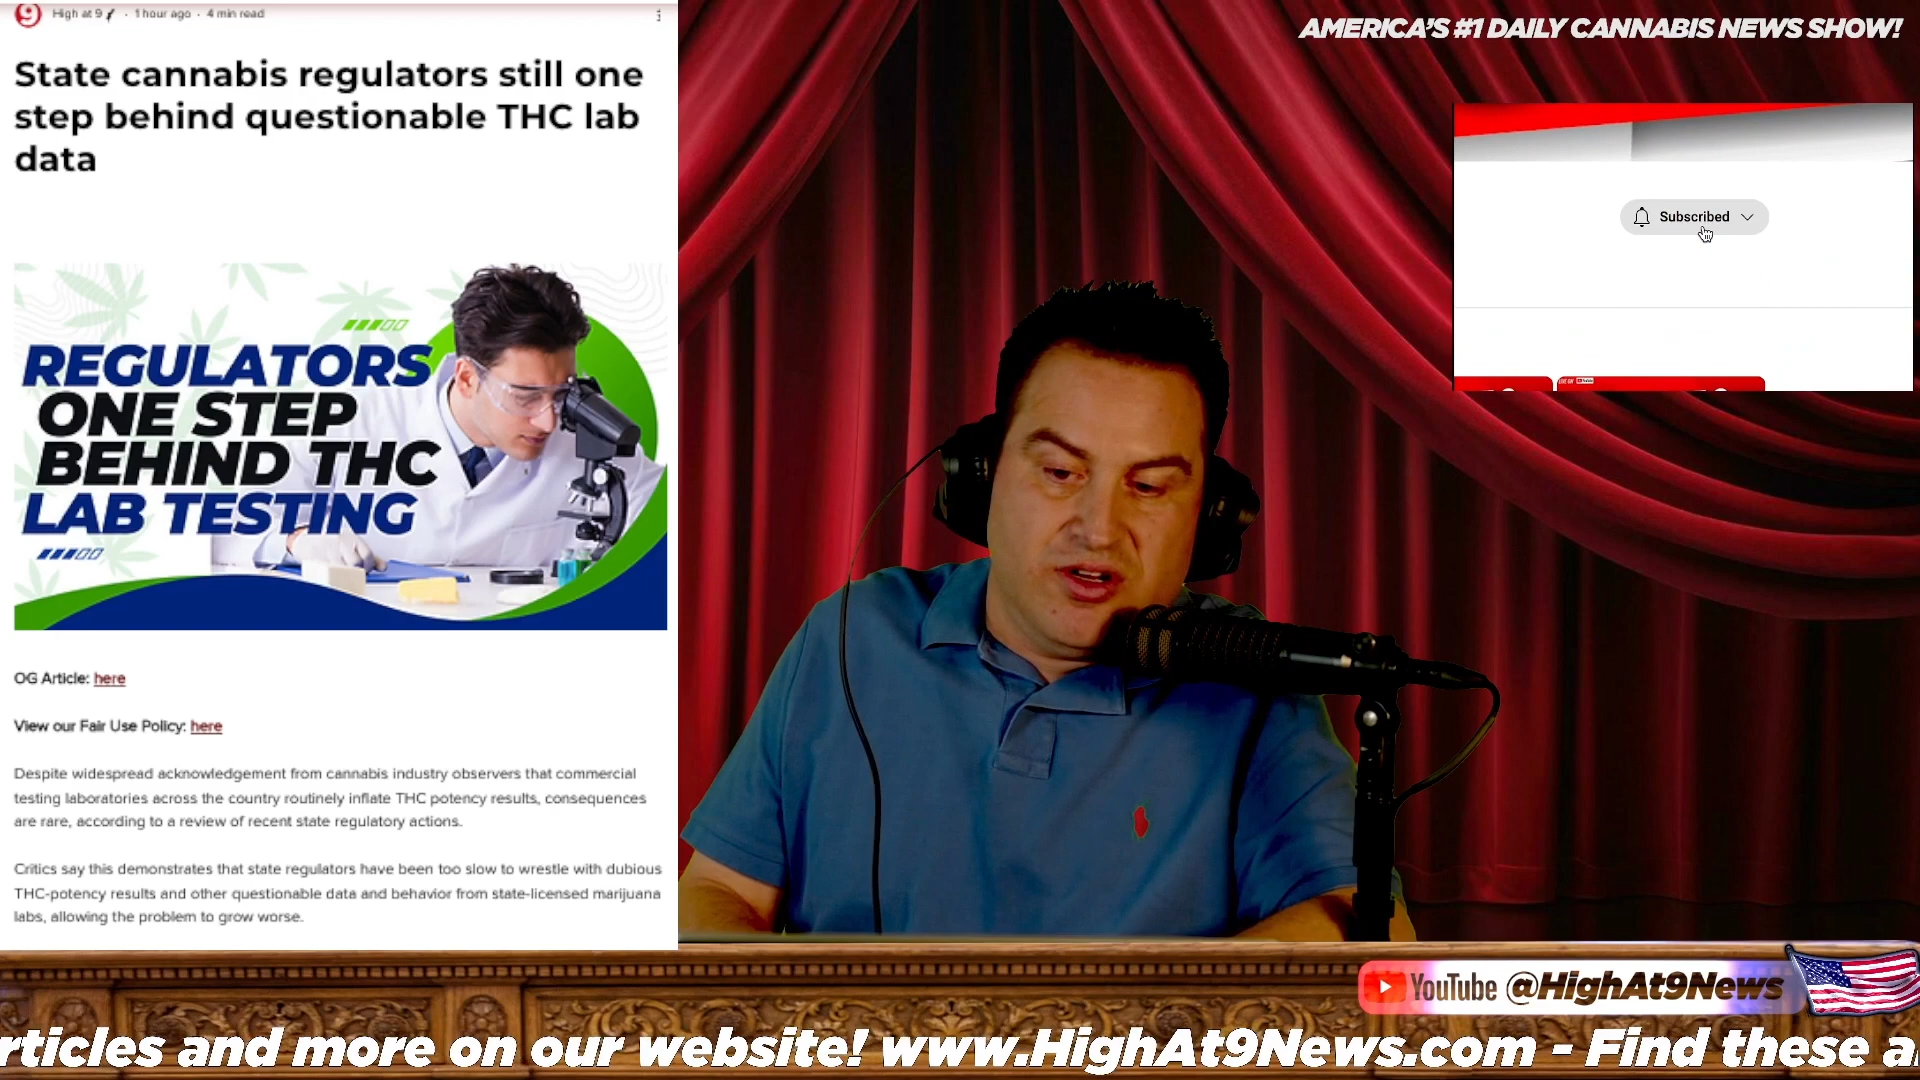 High at 9 · 1 hour ago · 4 min read
State cannabis regulators still one
step behind questionable THC lab
data
REGULATORS
ONE STEP
BEHIND THC
LAB TESTING
OG Article: here
View our Fair Use Policy: here
Despite widespread acknowledgement from cannabis industry observers that commercial
testing laboratories across the country routinely inflate THC potency results, consequences
are rare, according to a review of recent state regulatory actions.
Critics say this demonstrates that state regulators have been too slow to wrestle with dubious
THC-potency results and other questionable data and behavior from state-licensed marijuana
labs, allowing the problem to grow worse.
AMERICA'S #1 DAILY CANNABIS NEWS SHOW!
Subscribed
YouTube @HighAt9News
rticles and more on our website! www.HighAt9News.com - Find these a